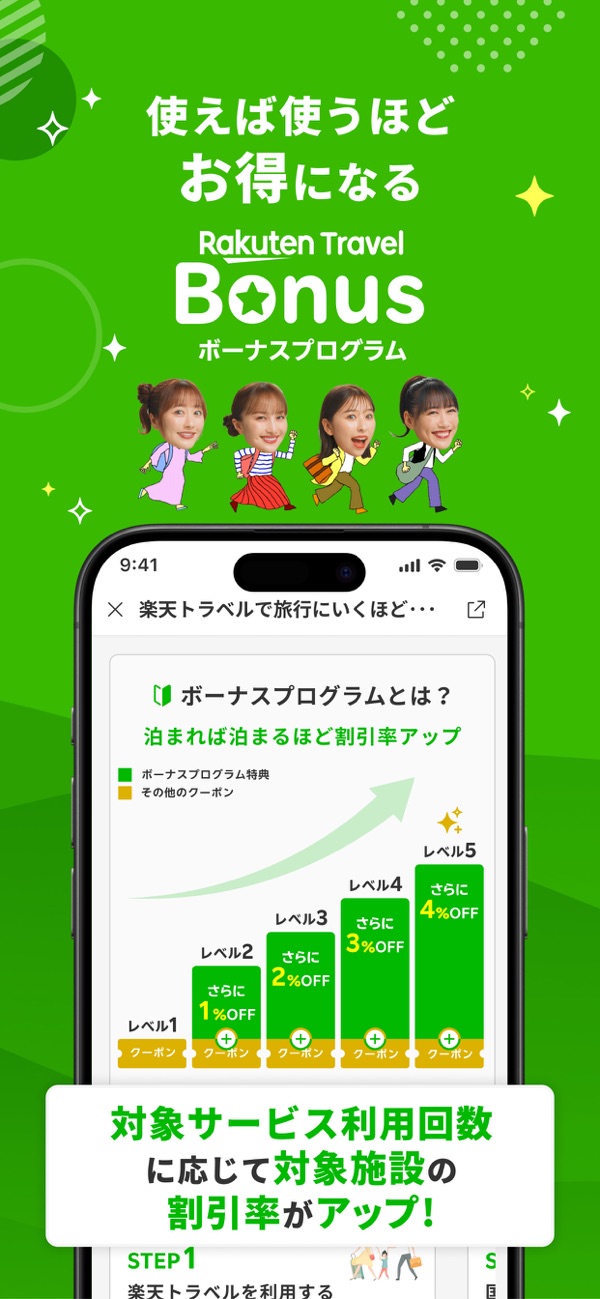 使えば使うほど
お得になる
Rakuten Travel
Bonus
ボーナスプログラム
9:41
楽天トラベルで旅行にいくほど･･･
ボーナスプログラムとは？
泊まれば泊まるほど割引率アップ
ボーナスプログラム特典
その他のクーポン
レベル5
さらに
4%OFF
レベル4
さらに
3%OFF
レベル3
さらに
2%OFF
レベル2
さらに
1%OFF
レベル1
クーポン
クーポン
クーポン
クーポン
クーポン
対象サービス利用回数
に応じて対象施設の
割引率がアップ!
STEP1
楽天トラベルを利用する